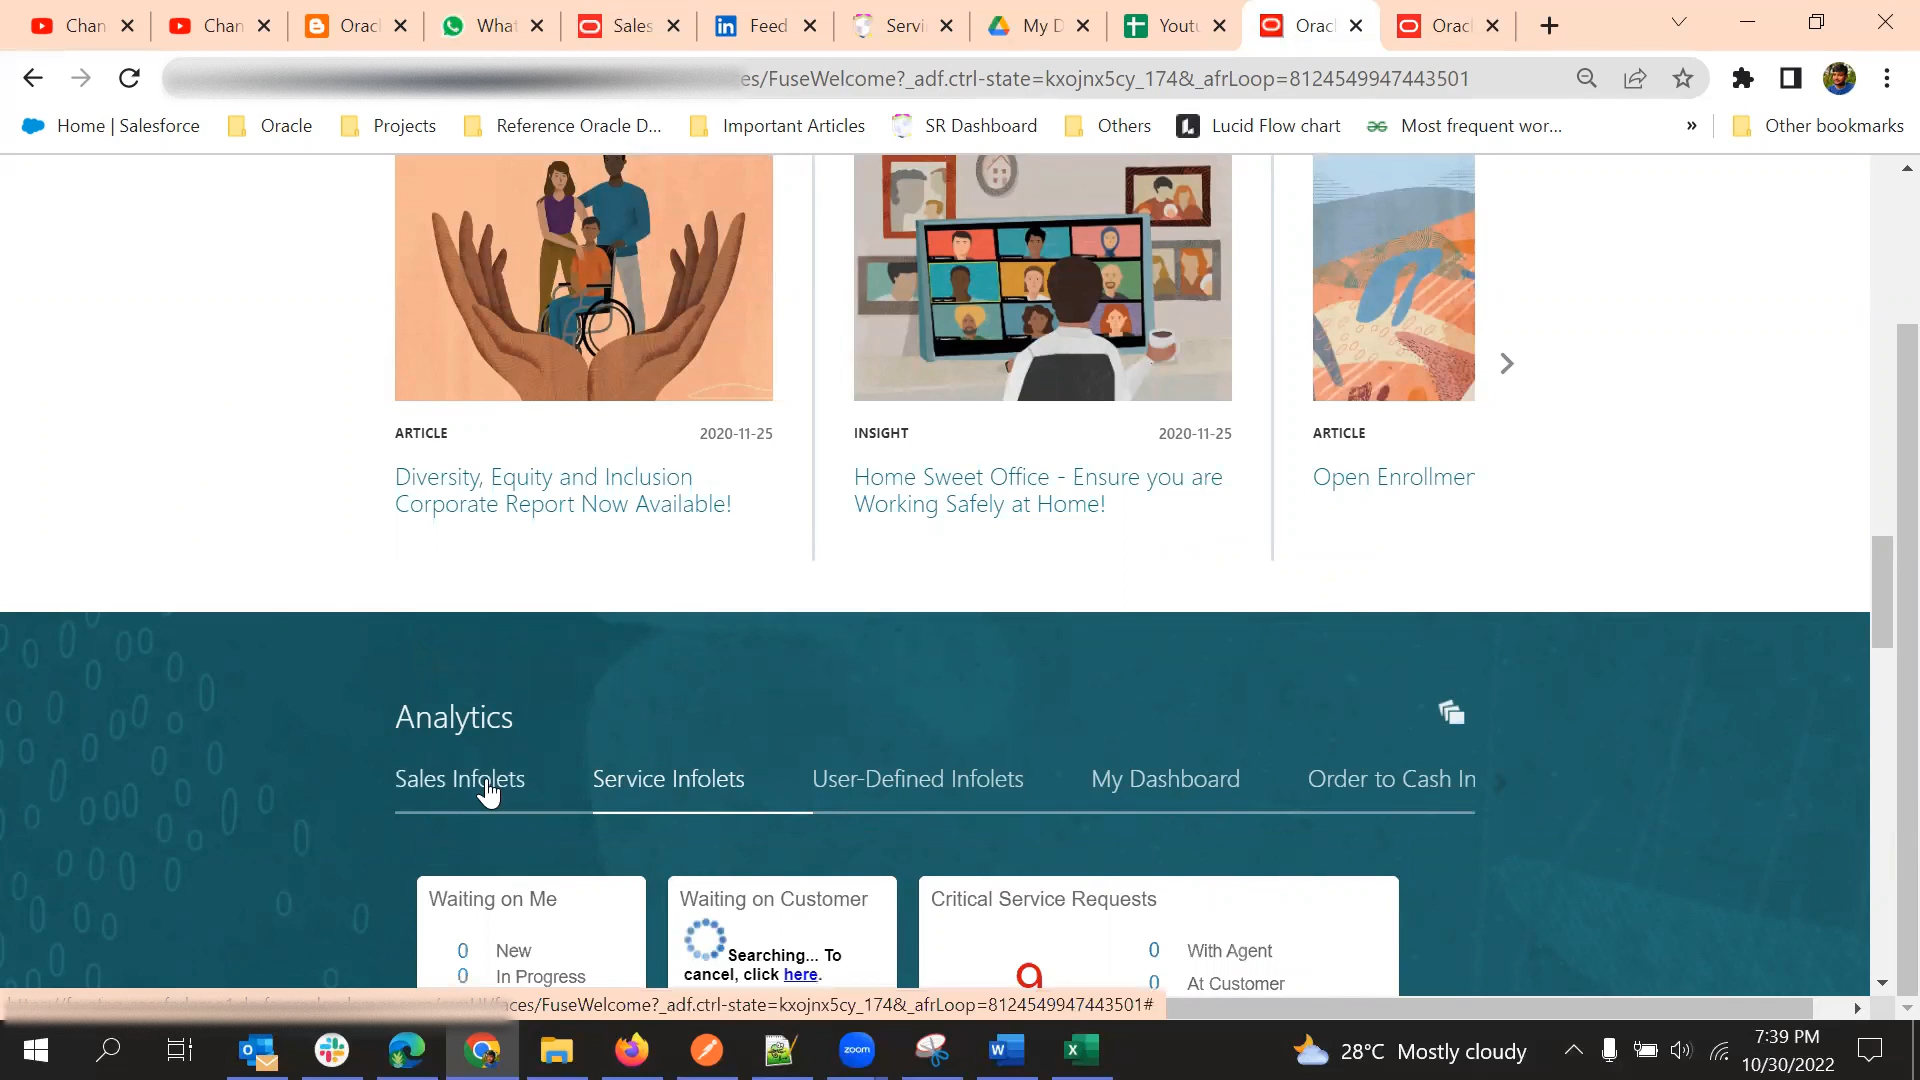 Chan
Chan
Oracl
What
Sales
Feed
Servi
My D
Youtu
Oracl
Oracl
es/FuseWelcome?_adf.ctrl-state=kxojnx5cy_174&_afrLoop=8124549947443501
Home | Salesforce
Oracle
Projects
Reference Oracle D...
Important Articles
SR Dashboard
Others
Lucid Flow chart
Most frequent wor...
»
Other bookmarks
ARTICLE
2020-11-25
Diversity, Equity and Inclusion
Corporate Report Now Available!
INSIGHT
2020-11-25
Home Sweet Office - Ensure you are
Working Safely at Home!
ARTICLE
Open Enrollmen
Analytics
Sales Infolets
Service Infolets
User-Defined Infolets
My Dashboard
Order to Cash In
Waiting on Me
0 New
0 In Progress
Waiting on Customer
Searching... To
cancel, click here.
Critical Service Requests
0 With Agent
0 At Customer
/faces/FuseWelcome?_adf.ctrl-state=kxojnx5cy_174&_afrLoop=8124549947443501#
zoom
28°C Mostly cloudy
7:39 PM
10/30/2022